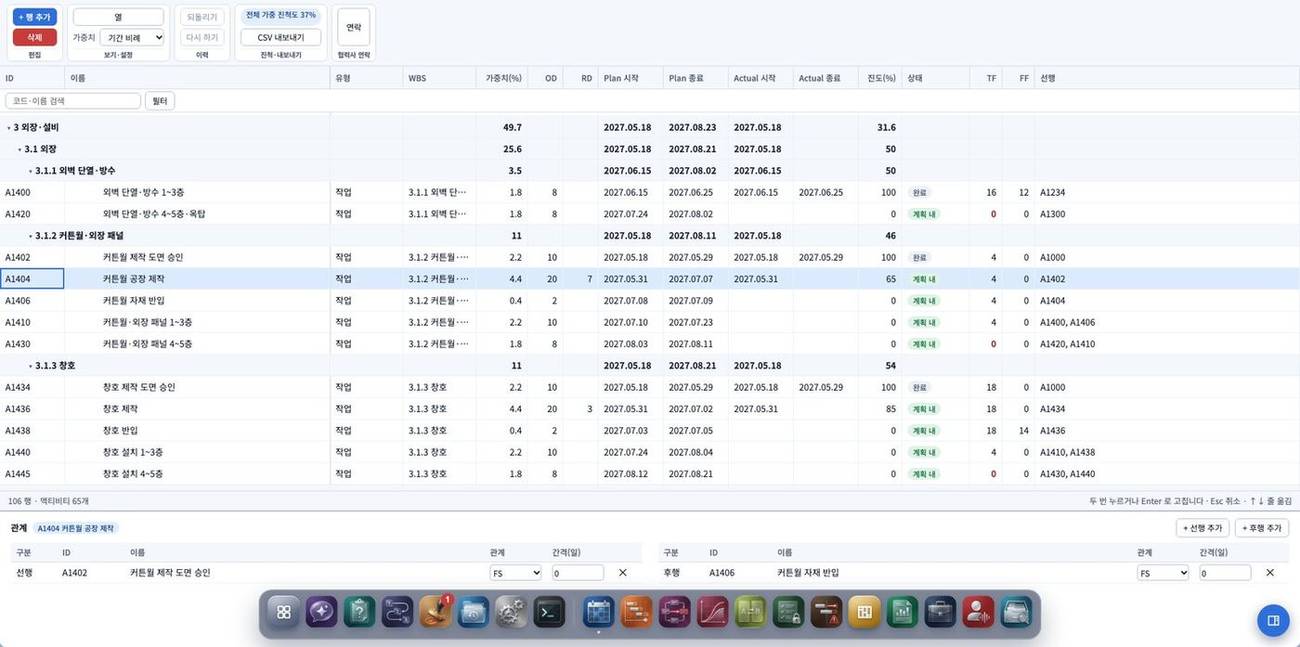 + 행 추가 열 되돌리기 전체 가중 진척도 37% 연락
삭제 가중치 기간 비례 다시 하기 CSV 내보내기
편집 보기·설정 이력 진척·내보내기 협력사 연락
ID 이름 유형 WBS 가중치(%) OD RD Plan 시작 Plan 종료 Actual 시작 Actual 종료 진도(%) 상태 TF FF 선행
코드·이름 검색 필터
3 외장·설비 49.7 2027.05.18 2027.08.23 2027.05.18 31.6
3.1 외장 25.6 2027.05.18 2027.08.21 2027.05.18 50
3.1.1 외벽 단열·방수 3.5 2027.06.15 2027.08.02 2027.06.15 50
A1400 외벽 단열·방수 1~3층 작업 3.1.1 외벽 단··· 1.8 8 2027.06.15 2027.06.25 2027.06.15 2027.06.25 100 완료 16 12 A1234
A1420 외벽 단열·방수 4~5층·옥탑 작업 3.1.1 외벽 단··· 1.8 8 2027.07.24 2027.08.02 0 계획 내 0 0 A1300
3.1.2 커튼월·외장 패널 11 2027.05.18 2027.08.11 2027.05.18 46
A1402 커튼월 제작 도면 승인 작업 3.1.2 커튼월···· 2.2 10 2027.05.18 2027.05.29 2027.05.18 2027.05.29 100 완료 4 0 A1000
A1404 커튼월 공장 제작 작업 3.1.2 커튼월···· 4.4 20 7 2027.05.31 2027.07.07 2027.05.31 65 계획 내 4 0 A1402
A1406 커튼월 자재 반입 작업 3.1.2 커튼월···· 0.4 2 2027.07.08 2027.07.09 0 계획 내 4 0 A1404
A1410 커튼월·외장 패널 1~3층 작업 3.1.2 커튼월···· 2.2 10 2027.07.10 2027.07.23 0 계획 내 4 0 A1400, A1406
A1430 커튼월·외장 패널 4~5층 작업 3.1.2 커튼월···· 1.8 8 2027.08.03 2027.08.11 0 계획 내 0 0 A1420, A1410
3.1.3 창호 11 2027.05.18 2027.08.21 2027.05.18 54
A1434 창호 제작 도면 승인 작업 3.1.3 창호 2.2 10 2027.05.18 2027.05.29 2027.05.18 2027.05.29 100 완료 18 0 A1000
A1436 창호 제작 작업 3.1.3 창호 4.4 20 3 2027.05.31 2027.07.02 2027.05.31 85 계획 내 18 0 A1434
A1438 창호 반입 작업 3.1.3 창호 0.4 2 2027.07.03 2027.07.05 0 계획 내 18 14 A1436
A1440 창호 설치 1~3층 작업 3.1.3 창호 2.2 10 2027.07.24 2027.08.04 0 계획 내 4 0 A1410, A1438
A1445 창호 설치 4~5층 작업 3.1.3 창호 1.8 8 2027.08.12 2027.08.21 0 계획 내 0 0 A1430, A1440
106 행 · 액티비티 65개 두 번 누르거나 Enter 로 고칩니다 · Esc 취소 · ↑↓ 줄 옮김
관계 A1404 커튼월 공장 제작 + 선행 추가 + 후행 추가
구분 ID 이름 관계 간격(일) 구분 ID 이름 관계 간격(일)
선행 A1402 커튼월 제작 도면 승인 FS 0 ✕ 후행 A1406 커튼월 자재 반입 FS 0 ✕
1